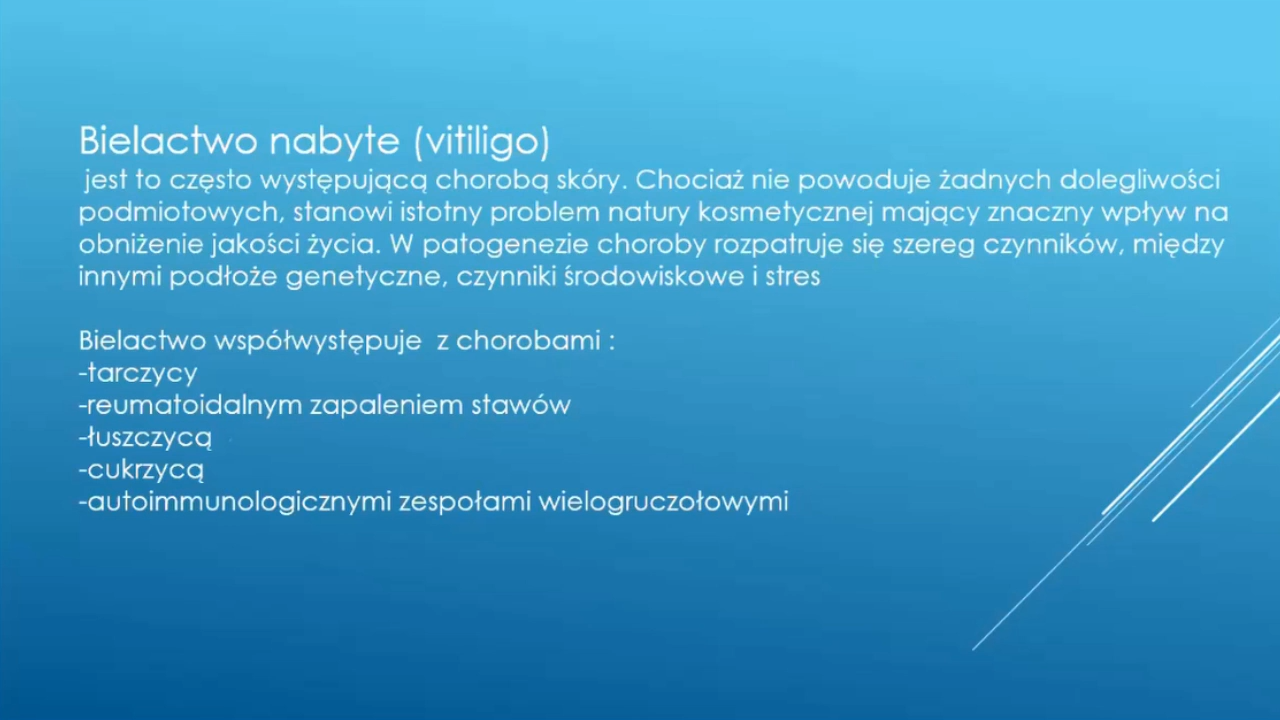 Bielactwo nabyte (vitiligo)
jest to często występującą chorobą skóry. Chociaż nie powoduje żadnych dolegliwości
podmiotowych, stanowi istotny problem natury kosmetycznej mający znaczny wpływ na
obniżenie jakości życia. W patogenezie choroby rozpatruje się szereg czynników, między
innymi podłoże genetyczne, czynniki środowiskowe i stres
Bielactwo współwystępuje z chorobami :
-tarczycy
-reumatoidalnym zapaleniem stawów
-łuszczycą
-cukrzycą
-autoimmunologicznymi zespołami wielogruczołowymi